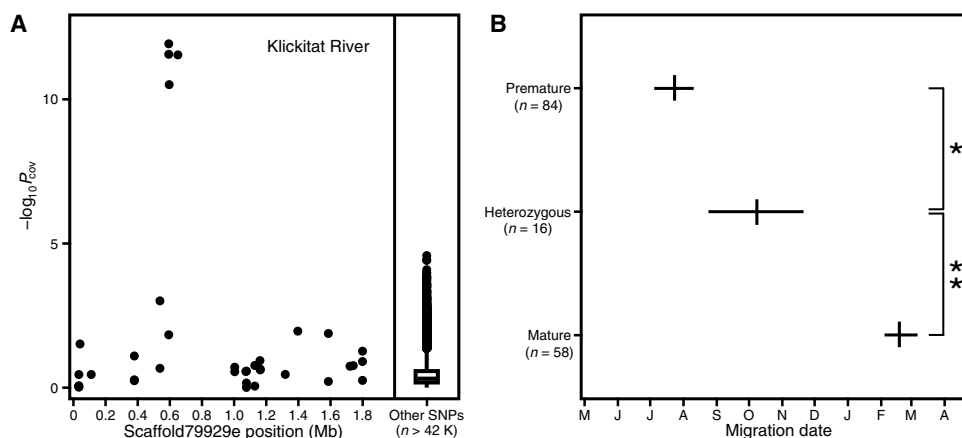 A
Klickitat River
10
5
0
−log10 Pcov
0 0.2 0.4 0.6 0.8 1.0 1.2 1.4 1.6 1.8
Scaffold79929e position (Mb)
Other SNPs
(n > 42 K)
B
Premature
(n = 84)
*
Heterozygous
(n = 16)
*
*
Mature
(n = 58)
M J J A S O N D J F M A
Migration date